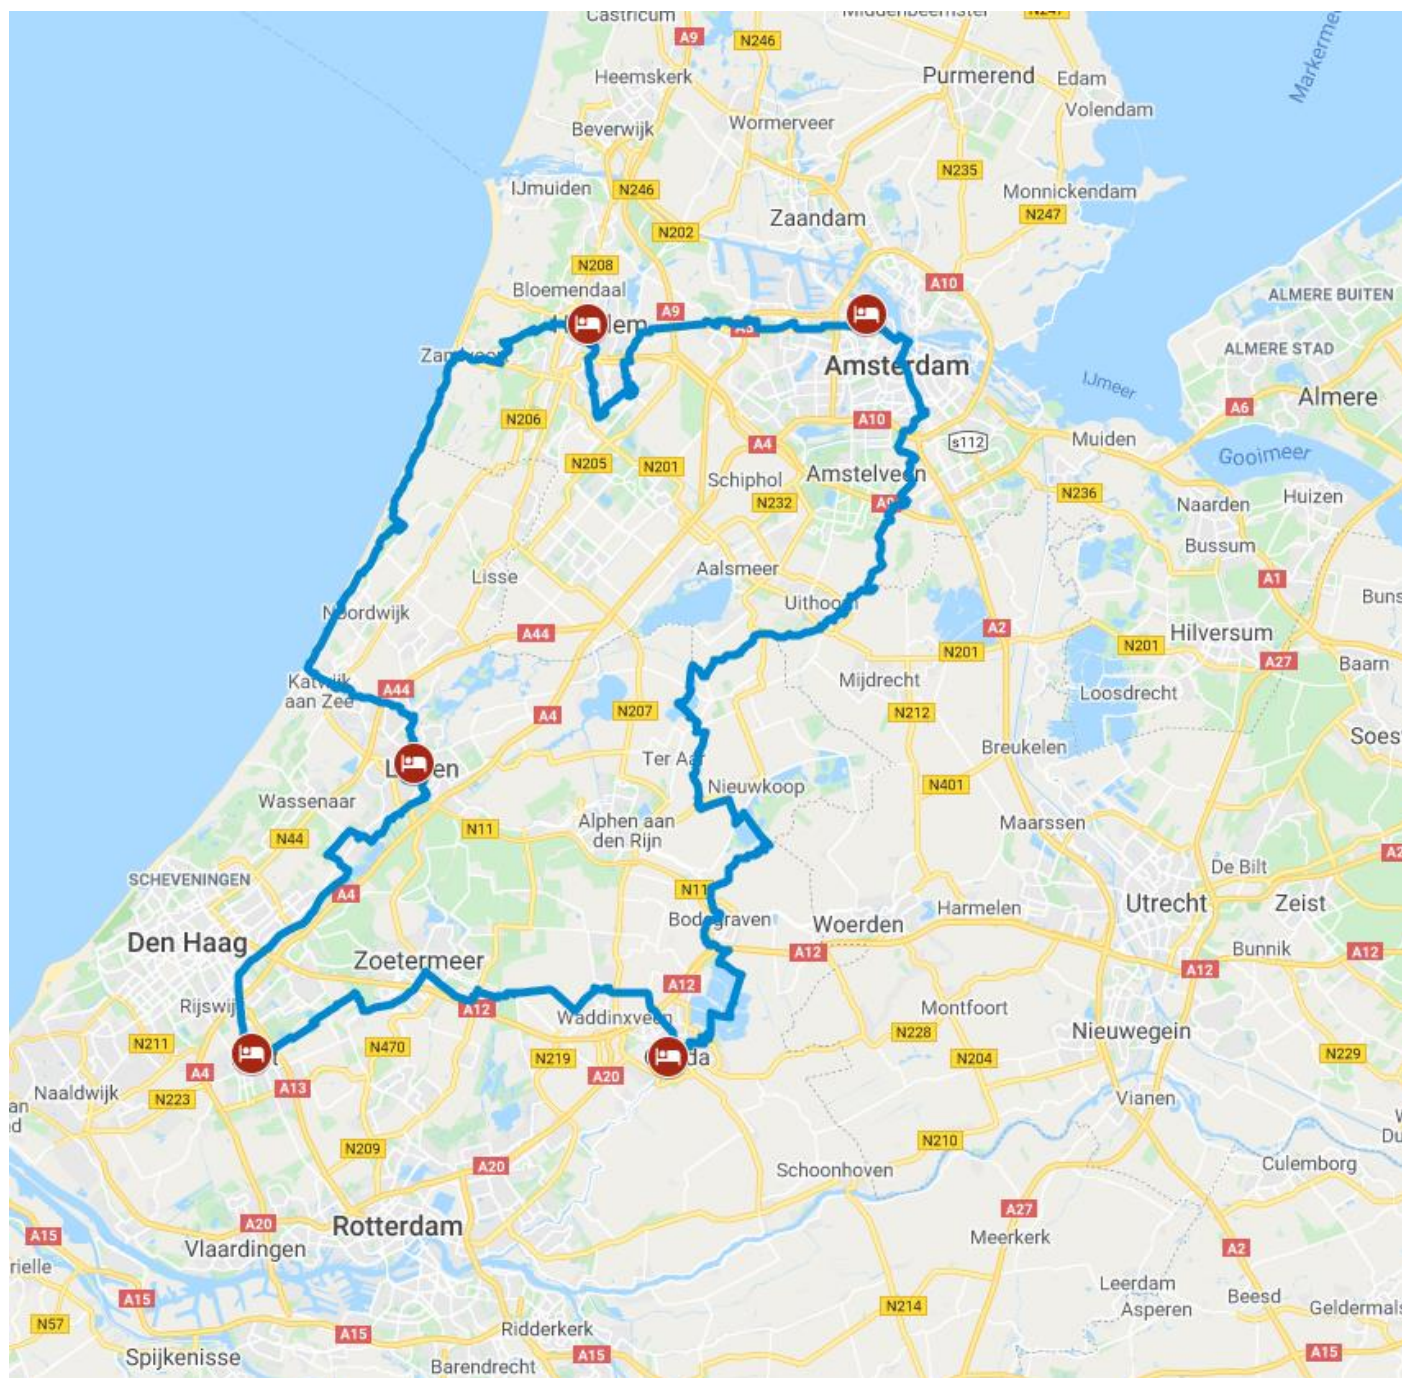 Castricum
Middenbeemster
N247
A9
N246
Purmerend
Edam
Heemskerk
Volendam
Wormerveer
Beverwijk
N235
IJmuiden
N246
Monnickendam
Zaandam
N247
N202
N208
Bloemendaal
A10
ALMERE BUITEN
A9
Zandvoort
ALMERE STAD
Amsterdam
IJmeer
Almere
A6
N206
A10
s112
Muiden
A4
Gooimeer
N205
N201
Schiphol
Amstelveen
N236
Huizen
N232
A9
Naarden
Bussum
Aalsmeer
Lisse
A1
Uithoorn
Noordwijk
A44
A2
Hilversum
N201
N201
A27
Baarn
Katwijk
aan Zee
A44
Mijdrecht
Loosdrecht
A4
N207
N212
Breukelen
Ter Aar
Nieuwkoop
N401
Wassenaar
Alphen aan
den Rijn
N11
Maarssen
N44
De Bilt
SCHEVENINGEN
A4
N11
Utrecht
Zeist
Harmelen
Bodegraven
Woerden
Den Haag
A12
Bunnik
A12
Zoetermeer
A12
A12
Rijswijk
A12
Montfoort
Waddinxveen
Nieuwegein
N211
N470
N219
N228
N204
N229
A4
A20
Naaldwijk
A13
N223
Vianen
N209
N210
A20
Schoonhoven
Culemborg
A27
A20
Rotterdam
A15
Vlaardingen
Meerkerk
A2
Leerdam
A15
Asperen
Beesd
N214
N57
A15
Ridderkerk
A15
A15
Spijkenisse
Barendrecht